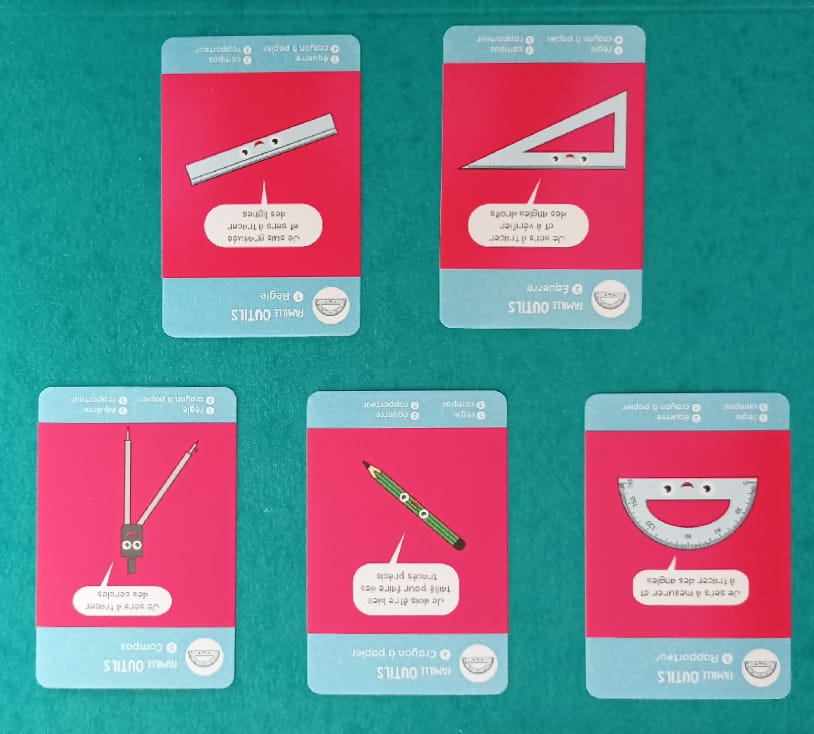 FAMILLE OUTILS
5 Rapporteur
Je sers à mesurer et
à tracer des angles
1 règle 2 équerre
3 compas 4 crayon à papier
FAMILLE OUTILS
4 Crayon à papier
Je dois être bien
taillé pour faire des
tracés précis
1 règle 2 équerre
3 compas 5 rapporteur
FAMILLE OUTILS
3 Compas
Je sers à tracer
des cercles
1 règle 2 équerre
4 crayon à papier 5 rapporteur
FAMILLE OUTILS
2 Équerre
Je sers à tracer
et à vérifier
des angles droits
1 règle 3 compas
4 crayon à papier 5 rapporteur
FAMILLE OUTILS
1 Règle
Je suis graduée
et sers à tracer
des lignes
2 équerre 3 compas
4 crayon à papier 5 rapporteur